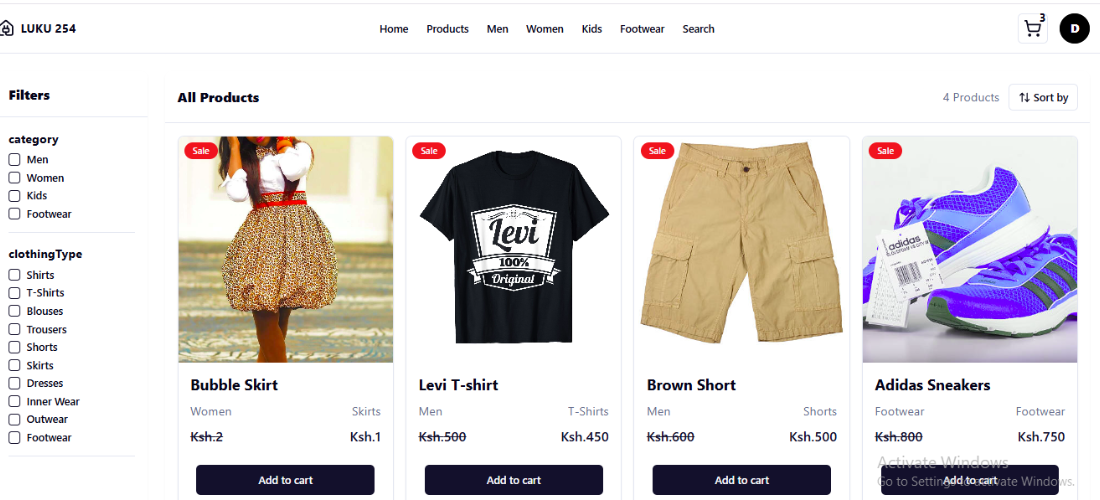 LUKU 254
Home Products Men Women Kids Footwear Search
3
D
Filters
category
Men
Women
Kids
Footwear
clothingType
Shirts
T-Shirts
Blouses
Trousers
Shorts
Skirts
Dresses
Inner Wear
Outwear
Footwear
All Products
4 Products
Sort by
Sale
Bubble Skirt
Women Skirts
Ksh.2 Ksh.1
Add to cart
Sale
Levi
100%
Original
Levi T-shirt
Men T-Shirts
Ksh.500 Ksh.450
Add to cart
Sale
Brown Short
Men Shorts
Ksh.600 Ksh.500
Add to cart
Sale
adidas
Adidas Sneakers
Footwear Footwear
Ksh.800 Ksh.750
Add to cart
Activate Windows
Go to Settings to activate Windows.